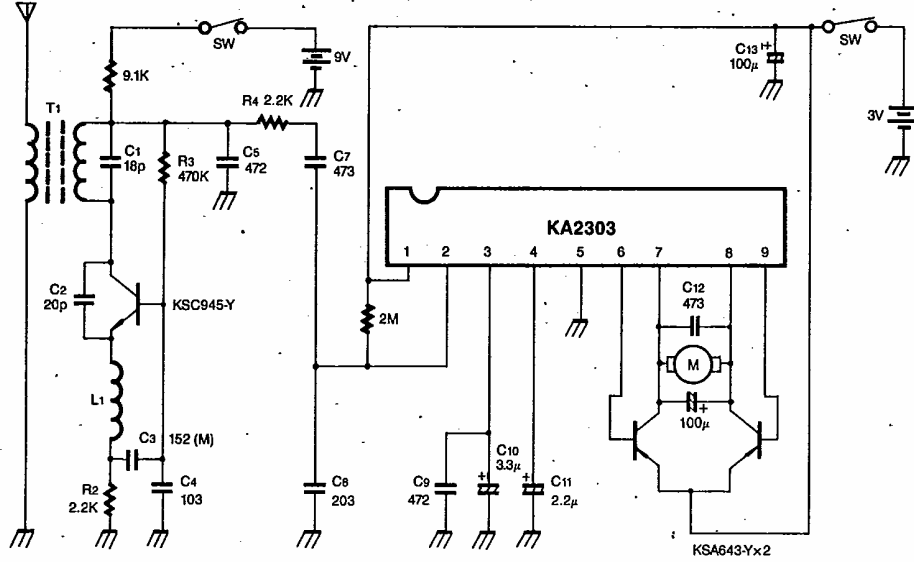 SW
9V
9.1K
T1
C1
18p
R3
470K
C5
472
R4 2.2K
C7
473
C13 +
100μ
SW
3V
KA2303
1 2 3 4 5 6 7 8 9
C2
20p
KSC945-Y
2M
C12
473
M
+
100μ
L1
C3 152 (M)
R2
2.2K
C4
103
C8
203
C9
472
C10
3.3μ
+
+
C11
2.2μ
KSA643-Y×2